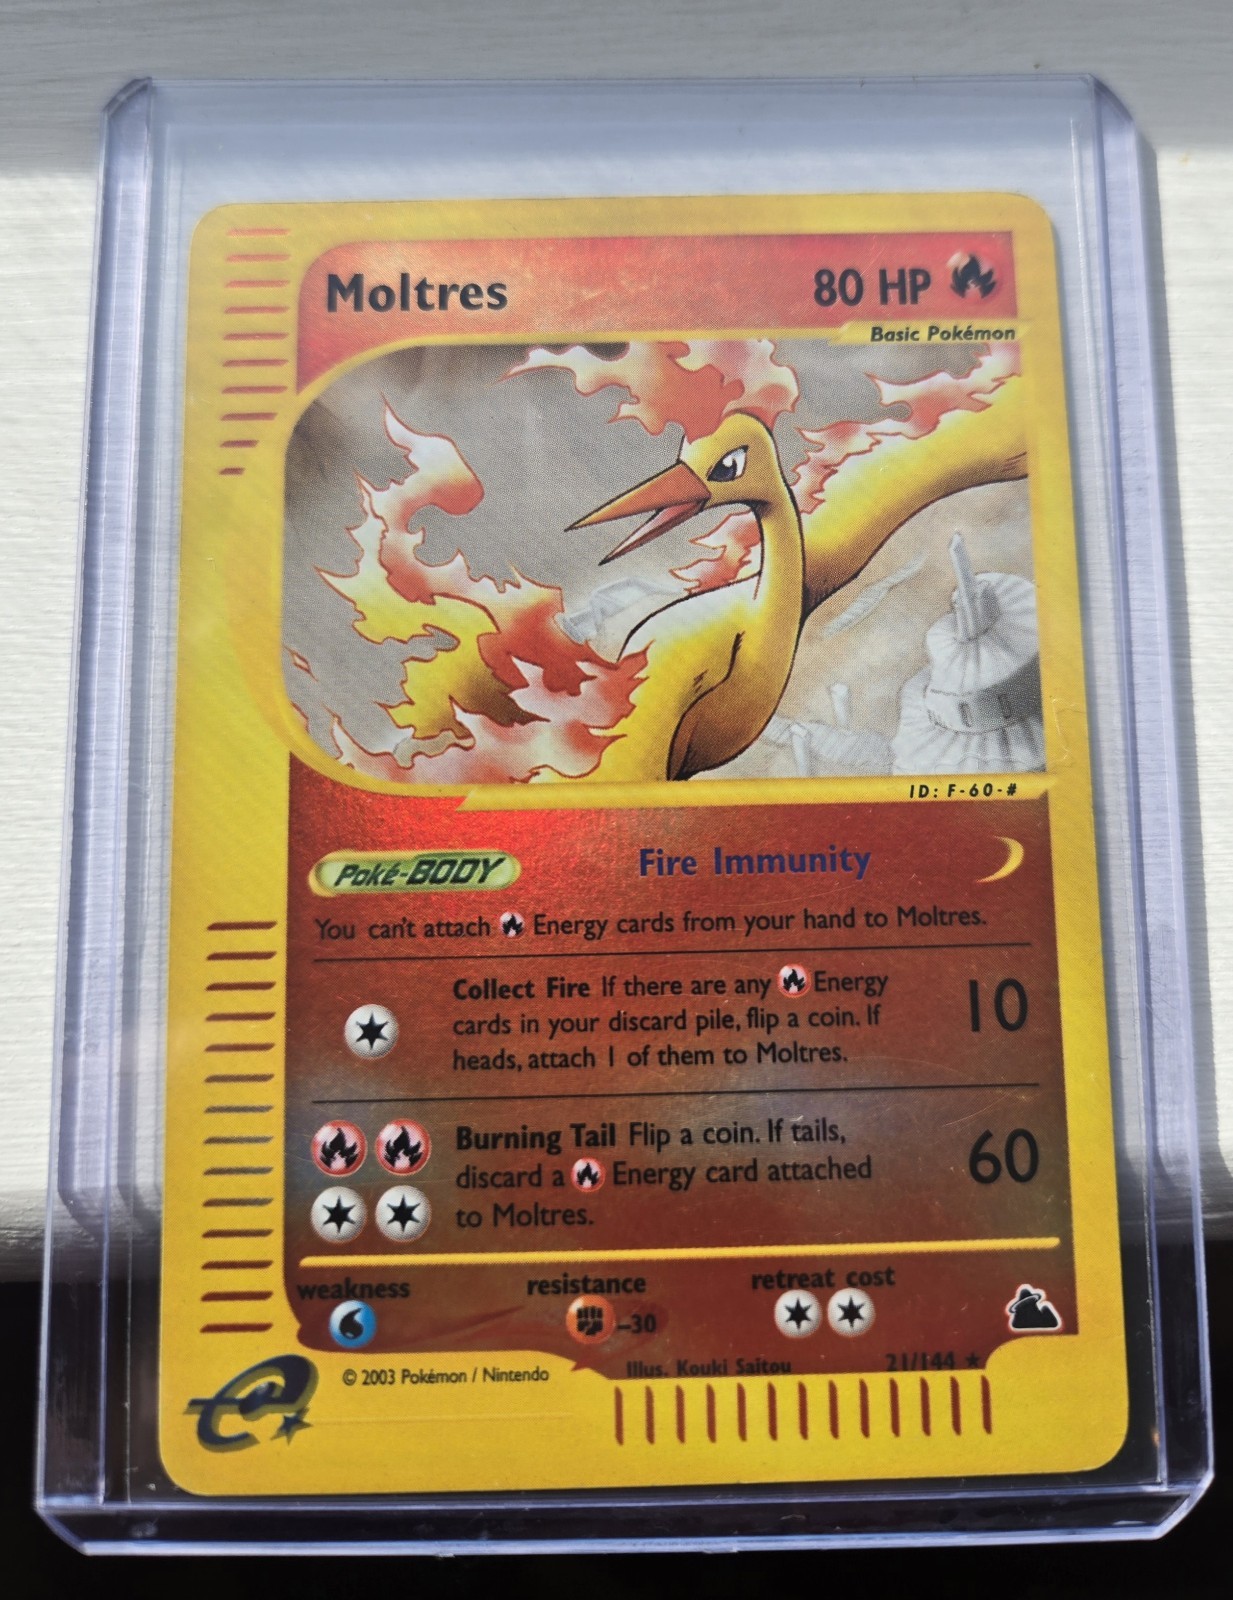 Moltres 80 HP
Basic Pokémon
ID: F-60-#
Poké-BODY Fire Immunity
You can't attach Energy cards from your hand to Moltres.
Collect Fire If there are any Energy
cards in your discard pile, flip a coin. If
heads, attach 1 of them to Moltres.
10
Burning Tail Flip a coin. If tails,
discard a Energy card attached
to Moltres.
60
weakness resistance retreat cost
-30
Illus. Kouki Saitou 21/144 ★
e © 2003 Pokémon / Nintendo